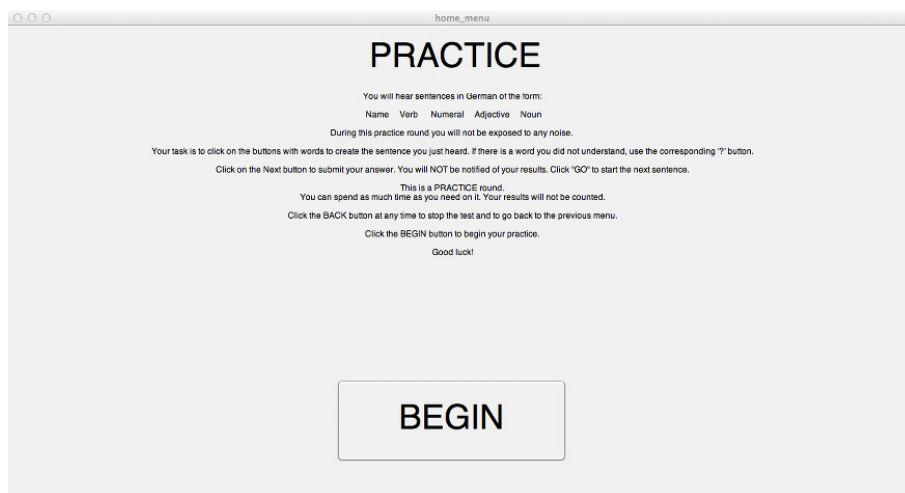 home_menu
PRACTICE
You will hear sentences in German of the form:
Name Verb Numeral Adjective Noun
During this practice round you will not be exposed to any noise.
Your task is to click on the buttons with words to create the sentence you just heard. If there is a word you did not understand, use the corresponding '?' button.
Click on the Next button to submit your answer. You will NOT be notified of your results. Click "GO" to start the next sentence.
This is a PRACTICE round.
You can spend as much time as you need on it. Your results will not be counted.
Click the BACK button at any time to stop the test and to go back to the previous menu.
Click the BEGIN button to begin your practice.
Good luck!
BEGIN